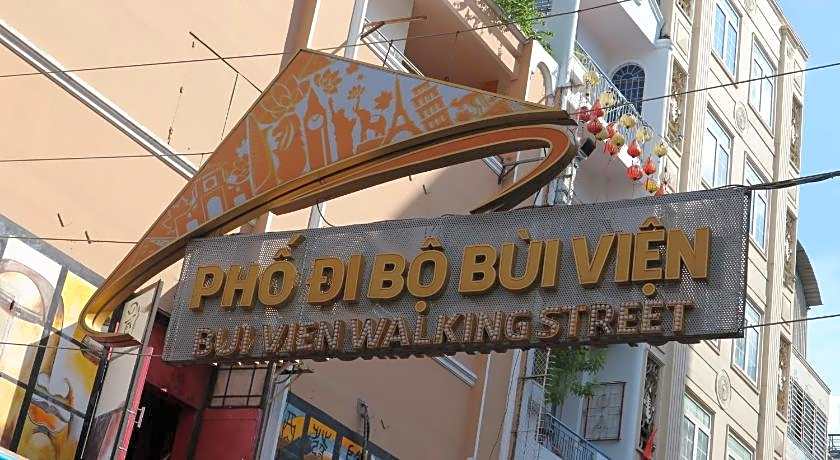 PHỐ ĐI BỘ BÙI VIỆN
BUI VIEN WALKING STREET